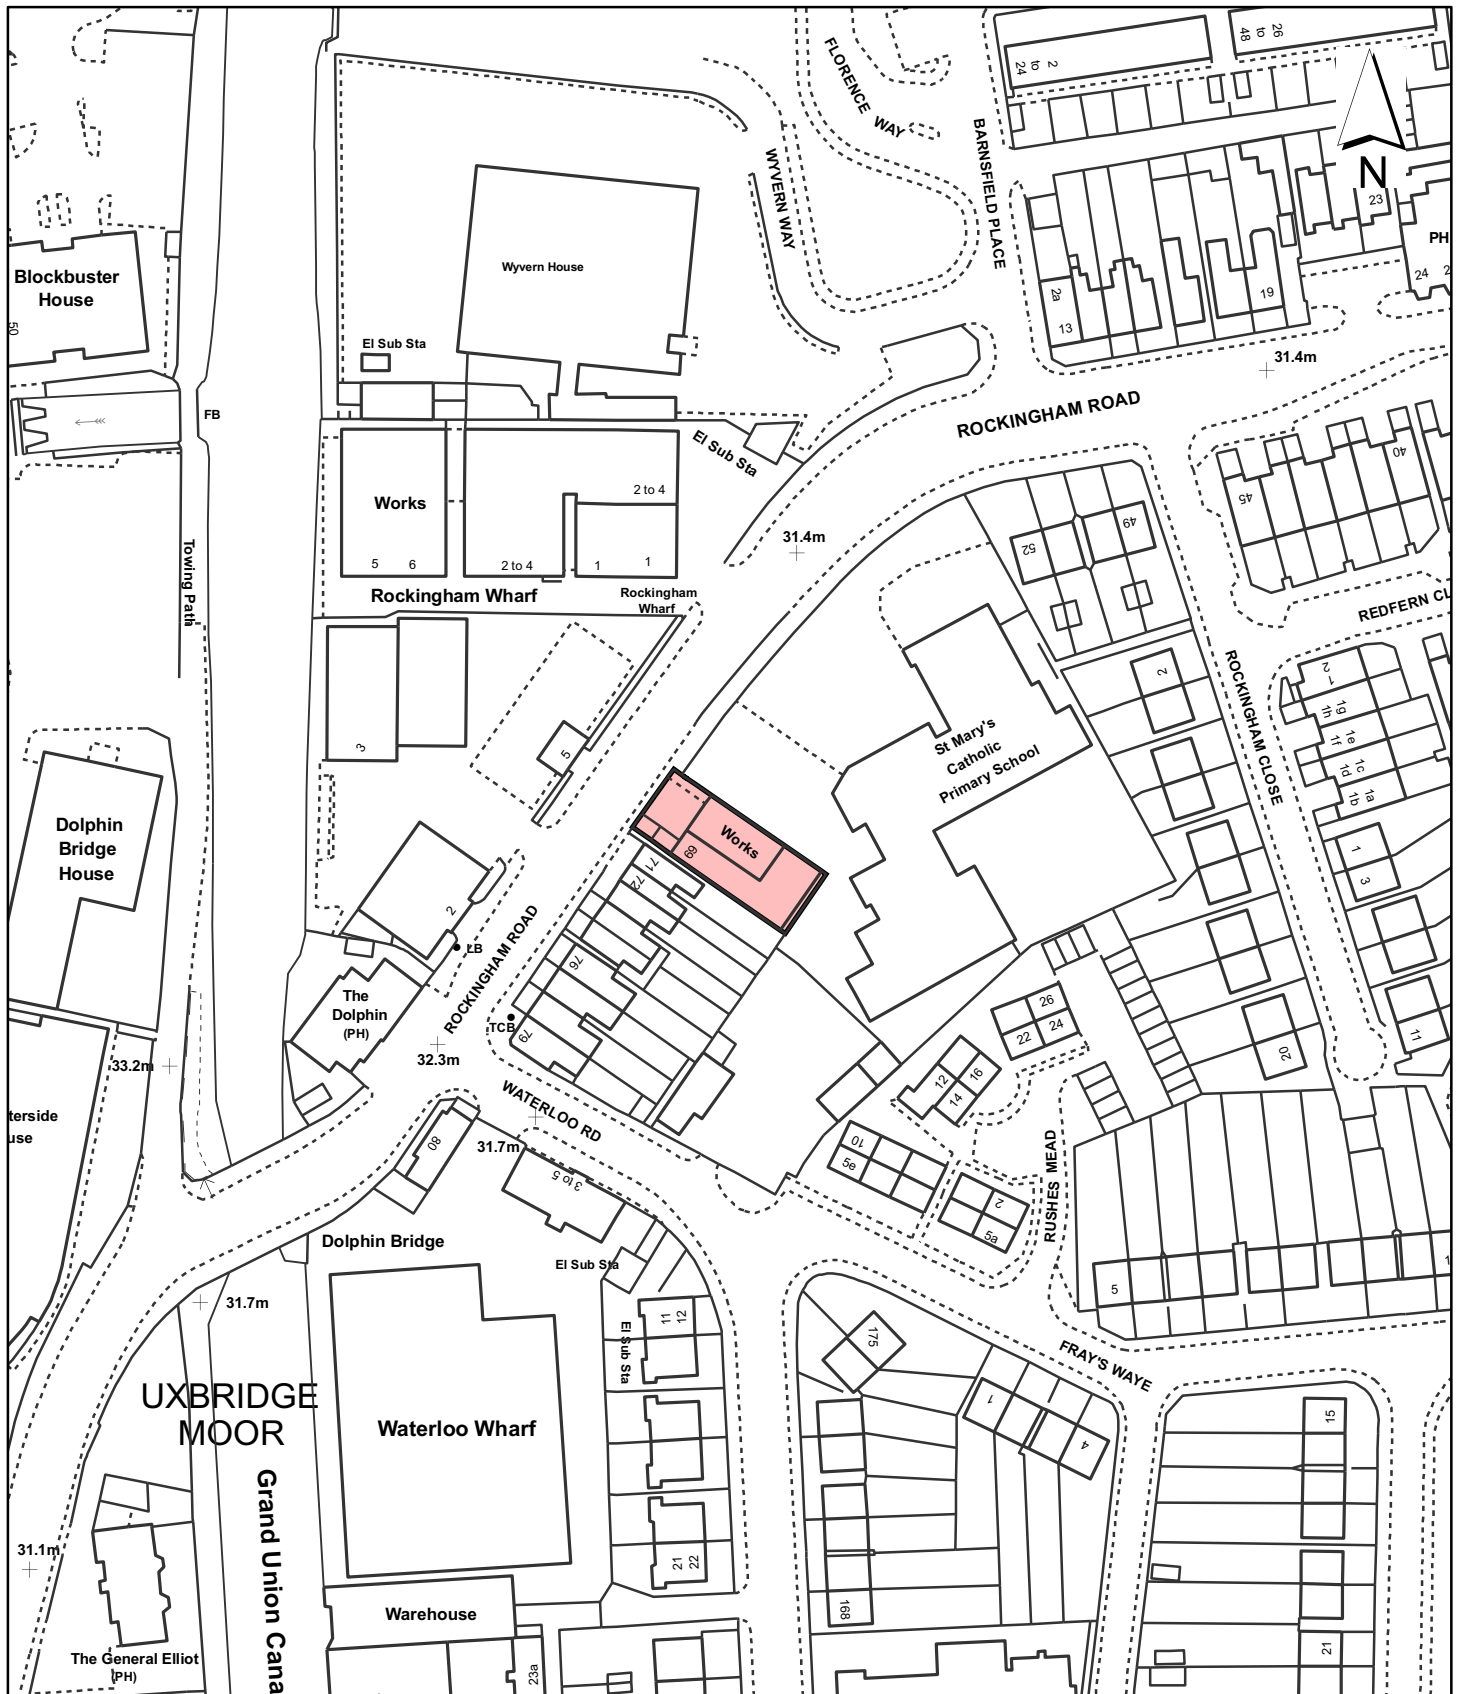 FLORENCE
WAY
BARNSFIELD PLACE
WYVERN WAY
24
to
2
48
to
26
N
23
PH
24
2
19
2a
13
31.4m
Blockbuster
House
50
Wyvern House
El Sub Sta
FB
El Sub Sta
ROCKINGHAM ROAD
Works
5
6
2 to 4
2 to 4
1
1
31.4m
Rockingham Wharf
Rockingham
Wharf
Towing Path
52
49
45
40
REDFERN CL
ROCKINGHAM CLOSE
2
2
1
1g
1h
1e
1f
1c
1d
1a
1b
1
3
11
20
St Mary's
Catholic
Primary School
3
5
Works
69
71
72
76
79
Dolphin
Bridge
House
2
LB
ROCKINGHAM ROAD
The
Dolphin
(PH)
TCB
32.3m
33.2m
26
22
24
12
16
14
10
5e
2
5a
RUSHES MEAD
WATERLOO RD
31.7m
80
3 to 5
terside
use
Dolphin Bridge
El Sub Sta
31.7m
5
1
11
12
El Sub Sta
175
FRAY'S WAYE
1
4
15
UXBRIDGE
MOOR
Waterloo Wharf
Grand Union Cana
31.1m
21
22
168
21
Warehouse
23a
The General Elliot
(PH)